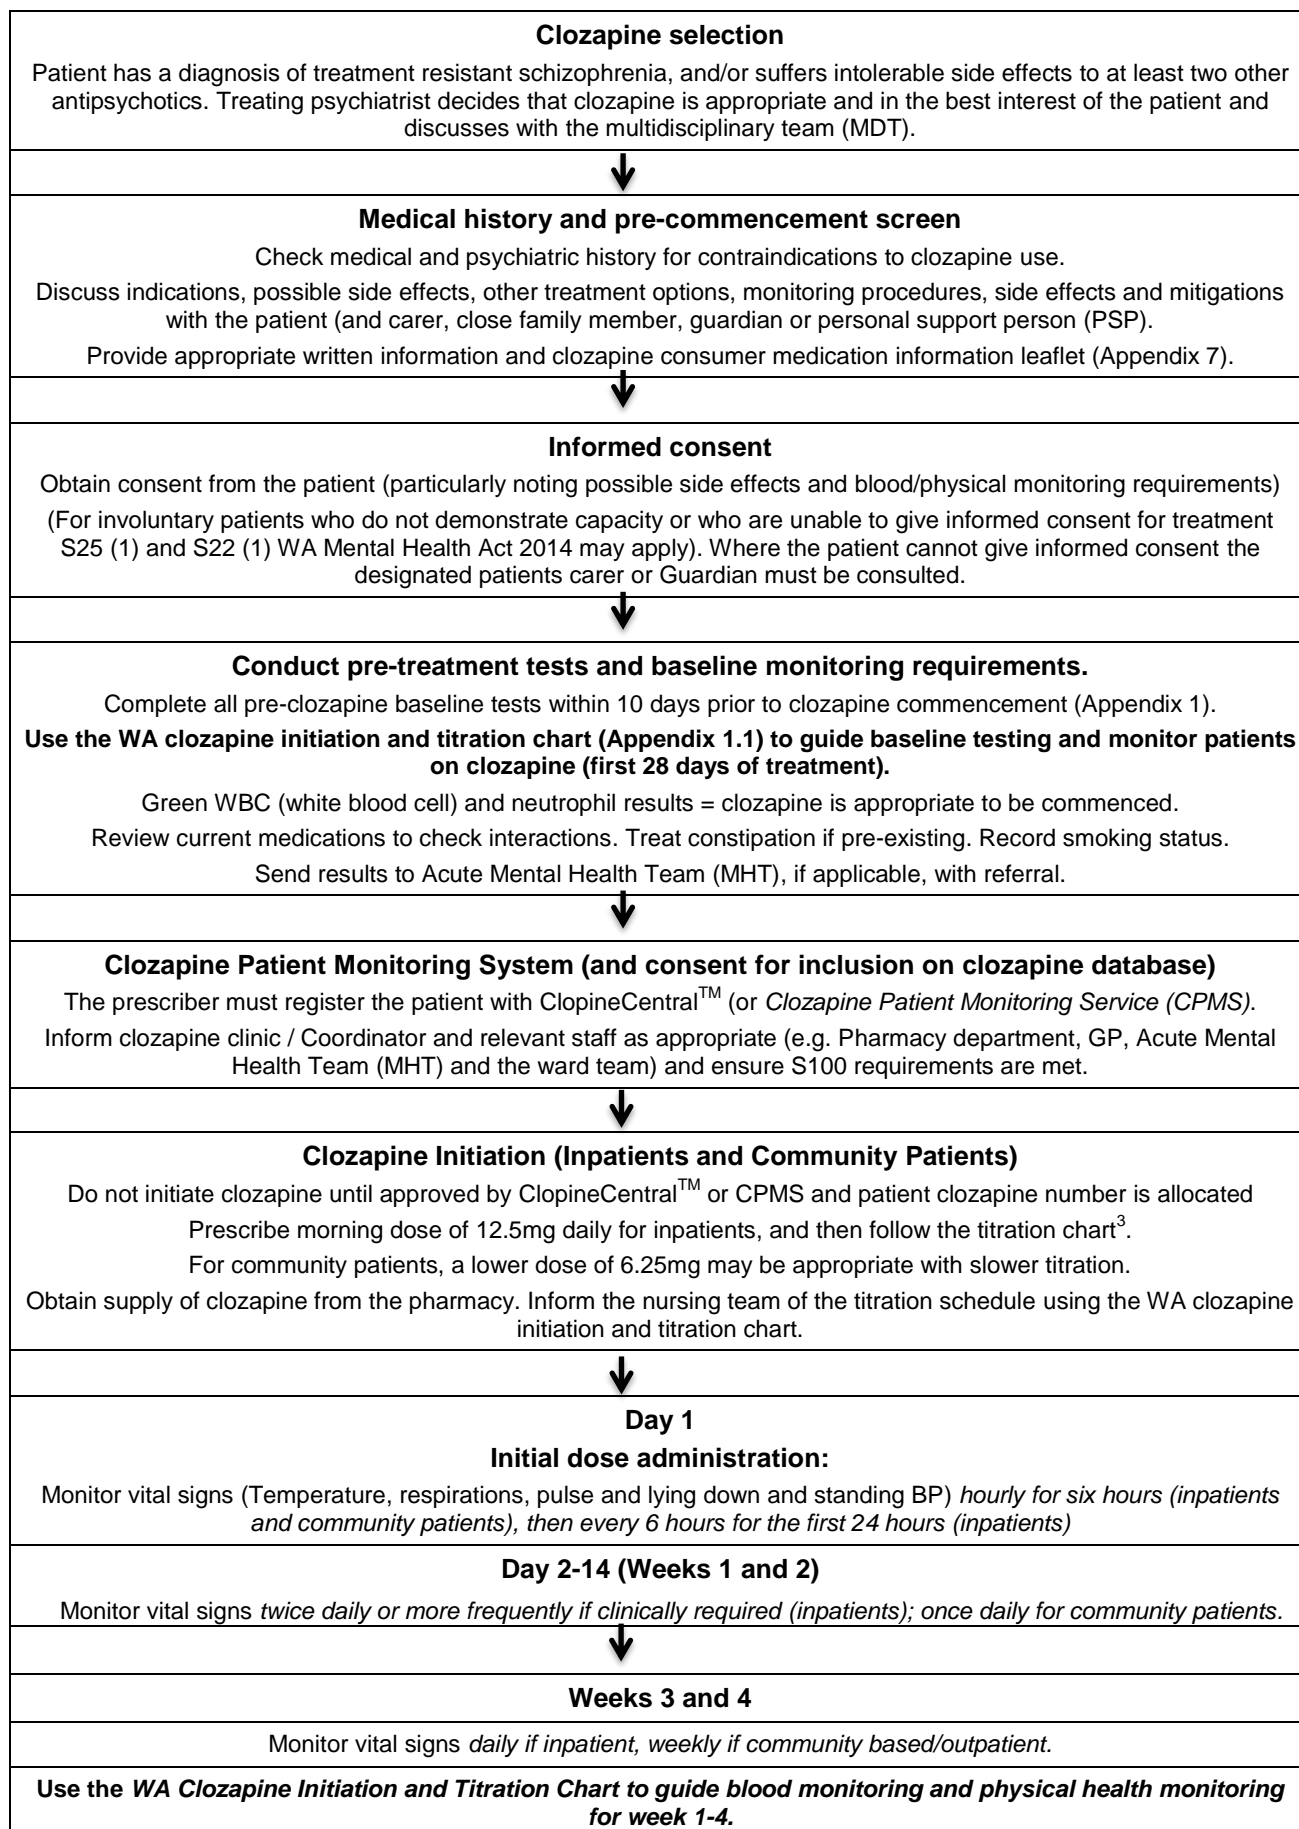 Clozapine selection
Patient has a diagnosis of treatment resistant schizophrenia, and/or suffers intolerable side effects to at least two other
antipsychotics. Treating psychiatrist decides that clozapine is appropriate and in the best interest of the patient and
discusses with the multidisciplinary team (MDT).
Medical history and pre-commencement screen
Check medical and psychiatric history for contraindications to clozapine use.
Discuss indications, possible side effects, other treatment options, monitoring procedures, side effects and mitigations
with the patient (and carer, close family member, guardian or personal support person (PSP).
Provide appropriate written information and clozapine consumer medication information leaflet (Appendix 7).
Informed consent
Obtain consent from the patient (particularly noting possible side effects and blood/physical monitoring requirements)
(For involuntary patients who do not demonstrate capacity or who are unable to give informed consent for treatment
S25 (1) and S22 (1) WA Mental Health Act 2014 may apply). Where the patient cannot give informed consent the
designated patients carer or Guardian must be consulted.
Conduct pre-treatment tests and baseline monitoring requirements.
Complete all pre-clozapine baseline tests within 10 days prior to clozapine commencement (Appendix 1).
Use the WA clozapine initiation and titration chart (Appendix 1.1) to guide baseline testing and monitor patients
on clozapine (first 28 days of treatment).
Green WBC (white blood cell) and neutrophil results = clozapine is appropriate to be commenced.
Review current medications to check interactions. Treat constipation if pre-existing. Record smoking status.
Send results to Acute Mental Health Team (MHT), if applicable, with referral.
Clozapine Patient Monitoring System (and consent for inclusion on clozapine database)
The prescriber must register the patient with ClopineCentral™ (or Clozapine Patient Monitoring Service (CPMS).
Inform clozapine clinic / Coordinator and relevant staff as appropriate (e.g. Pharmacy department, GP, Acute Mental
Health Team (MHT) and the ward team) and ensure S100 requirements are met.
Clozapine Initiation (Inpatients and Community Patients)
Do not initiate clozapine until approved by ClopineCentral™ or CPMS and patient clozapine number is allocated
Prescribe morning dose of 12.5mg daily for inpatients, and then follow the titration chart³.
For community patients, a lower dose of 6.25mg may be appropriate with slower titration.
Obtain supply of clozapine from the pharmacy. Inform the nursing team of the titration schedule using the WA clozapine
initiation and titration chart.
Day 1
Initial dose administration:
Monitor vital signs (Temperature, respirations, pulse and lying down and standing BP) hourly for six hours (inpatients
and community patients), then every 6 hours for the first 24 hours (inpatients)
Day 2-14 (Weeks 1 and 2)
Monitor vital signs twice daily or more frequently if clinically required (inpatients); once daily for community patients.
Weeks 3 and 4
Monitor vital signs daily if inpatient, weekly if community based/outpatient.
Use the WA Clozapine Initiation and Titration Chart to guide blood monitoring and physical health monitoring
for week 1-4.